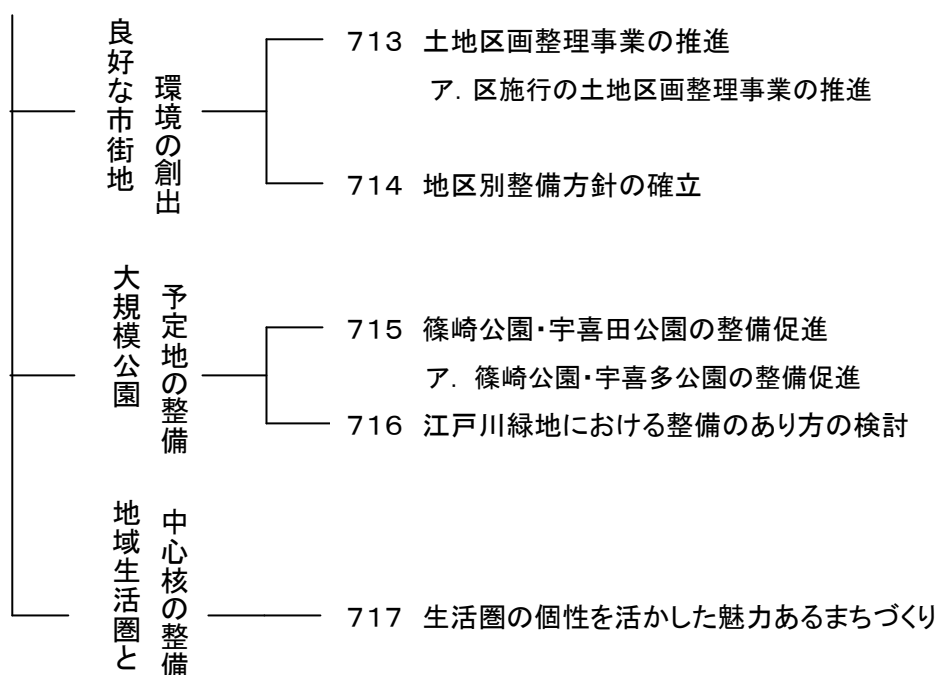 良好な市街地
環境の創出
713 土地区画整理事業の推進
ア. 区施行の土地区画整理事業の推進
714 地区別整備方針の確立
大規模公園
予定地の整備
715 篠崎公園・宇喜田公園の整備促進
ア. 篠崎公園・宇喜多公園の整備促進
716 江戸川緑地における整備のあり方の検討
地域生活圏と
中心核の整備
717 生活圏の個性を活かした魅力あるまちづくり